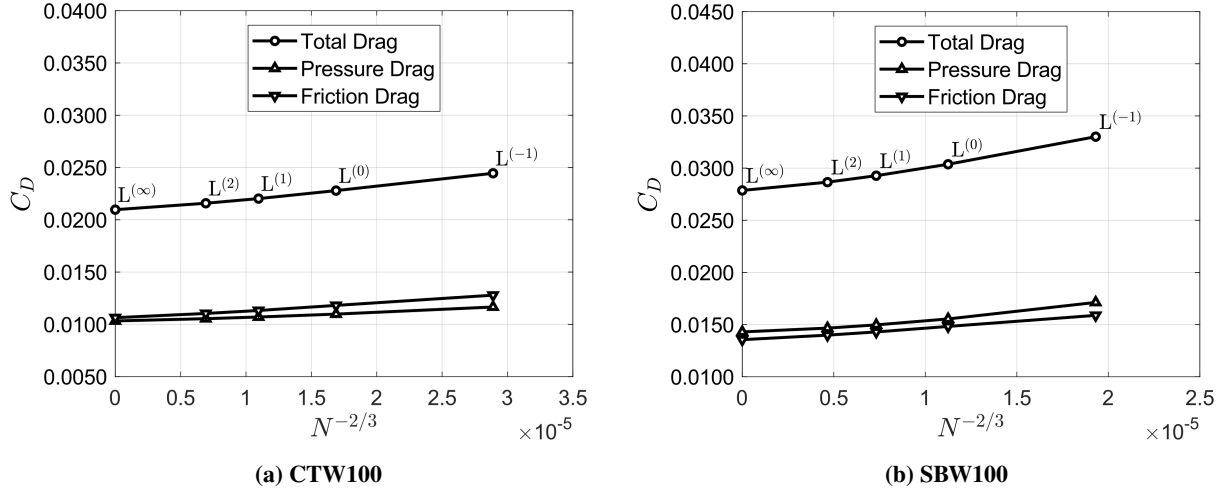 0.0400
0.0350
0.0300
0.0250
0.0200
0.0150
0.0100
0.0050
C_D
Total Drag
Pressure Drag
Friction Drag
L^(∞)
L^(2)
L^(1)
L^(0)
L^(-1)
0 0.5 1 1.5 2 2.5 3 3.5
N^{-2/3}
×10^{-5}
(a) CTW100
0.0450
0.0400
0.0350
0.0300
0.0250
0.0200
0.0150
0.0100
C_D
Total Drag
Pressure Drag
Friction Drag
L^(∞)
L^(2)
L^(1)
L^(0)
L^(-1)
0 0.5 1 1.5 2 2.5
N^{-2/3}
×10^{-5}
(b) SBW100